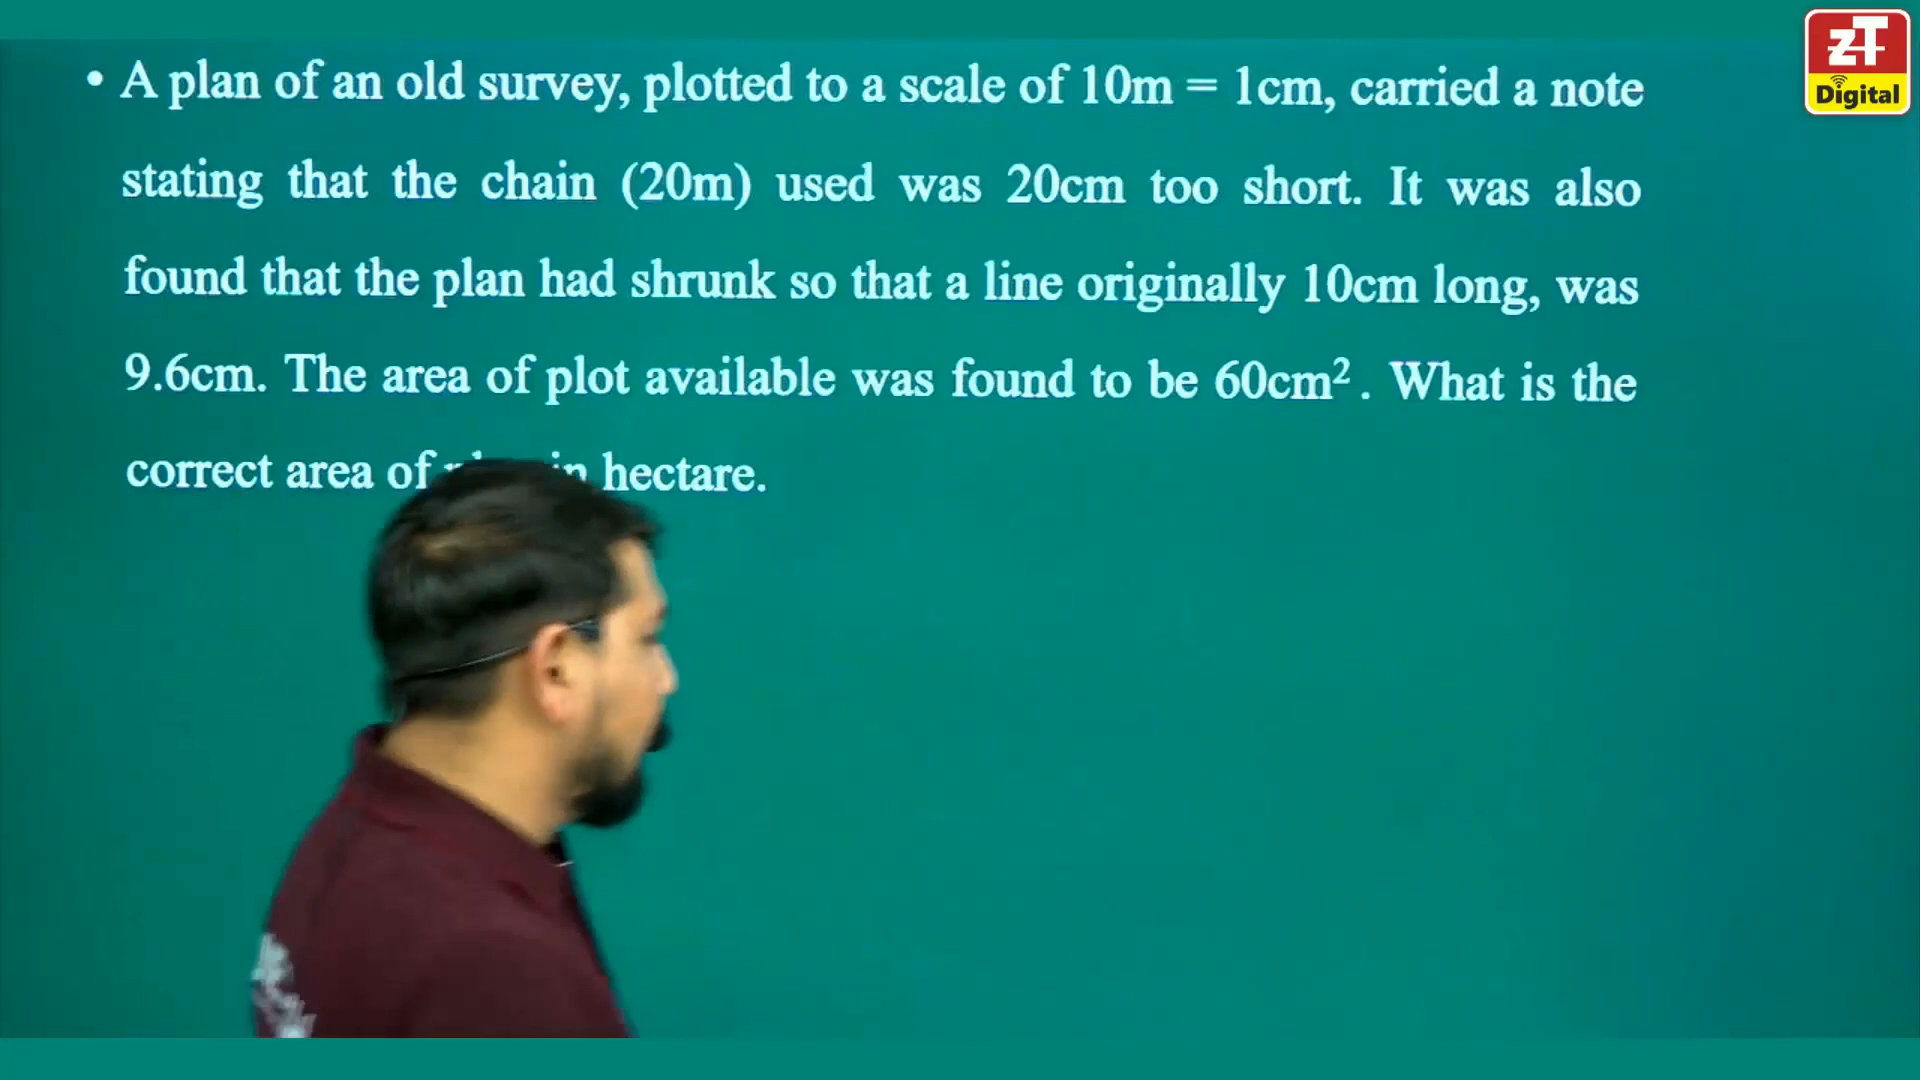 zT
Digital
• A plan of an old survey, plotted to a scale of 10m = 1cm, carried a note
stating that the chain (20m) used was 20cm too short. It was also
found that the plan had shrunk so that a line originally 10cm long, was
9.6cm. The area of plot available was found to be 60cm². What is the
correct area of in hectare.